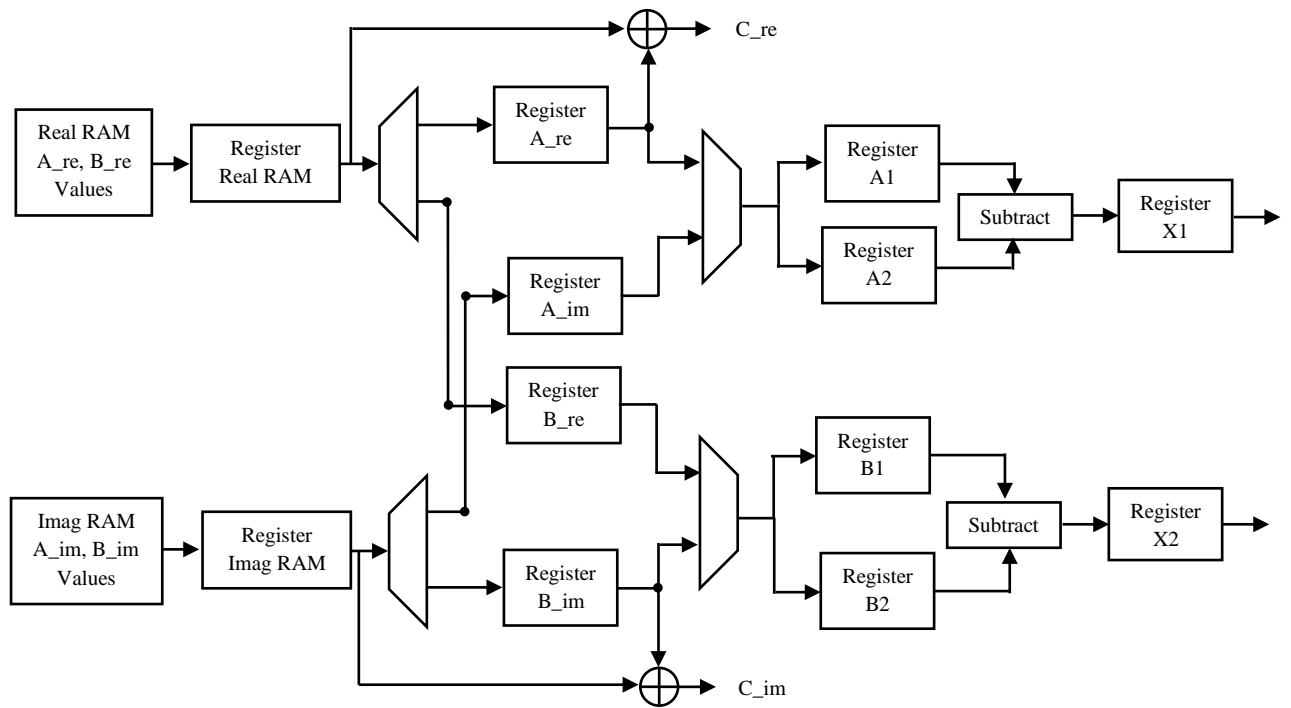 C_re
Real RAM
A_re, B_re
Values
Register
Real RAM
Register
A_re
Register
A1
Subtract
Register
X1
Register
A2
Register
A_im
Register
B_re
Register
B1
Imag RAM
A_im, B_im
Values
Register
Imag RAM
Register
B_im
Subtract
Register
X2
Register
B2
C_im